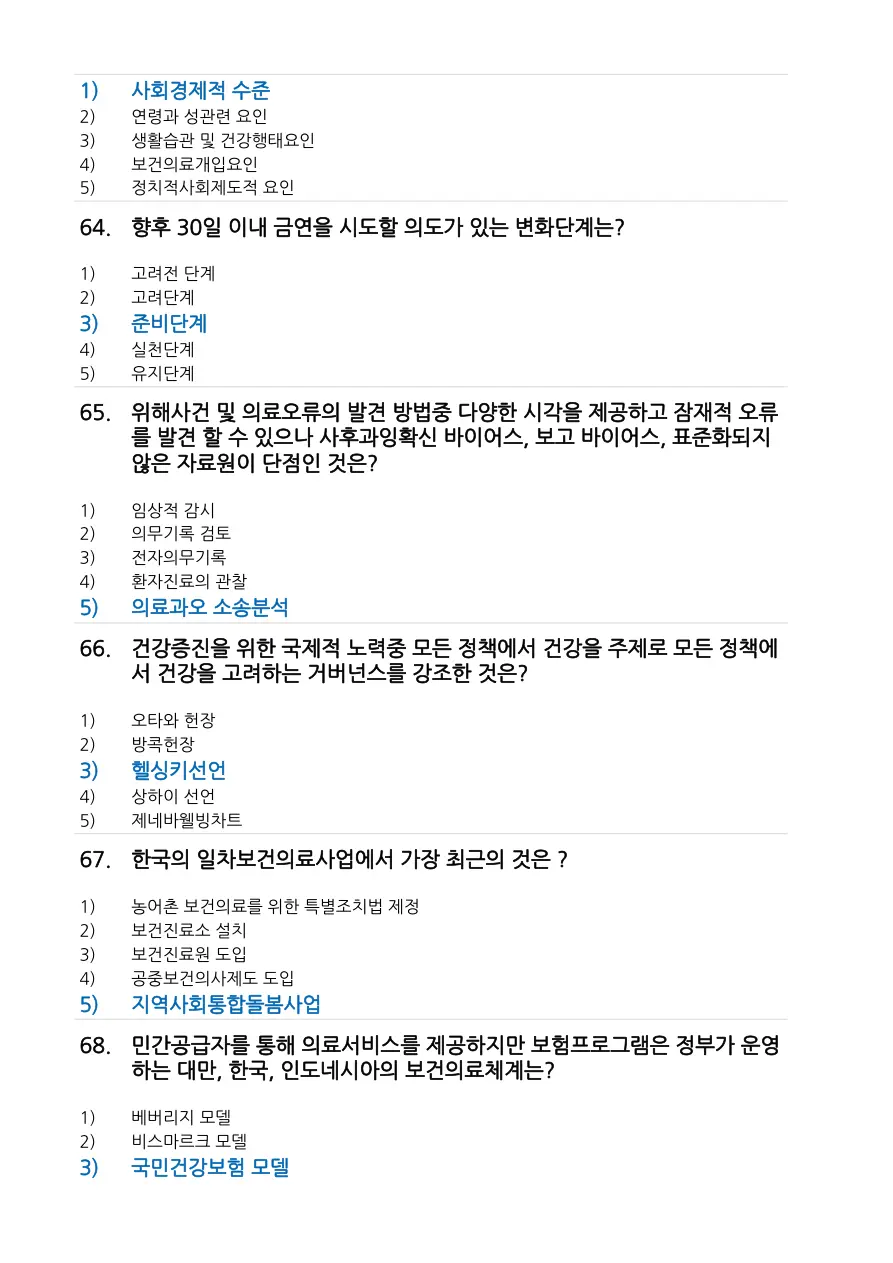 1) 사회경제적 수준
2) 연령과 성관련 요인
3) 생활습관 및 건강행태요인
4) 보건의료개입요인
5) 정치적사회제도적 요인
64. 향후 30일 이내 금연을 시도할 의도가 있는 변화단계는?
1) 고려전 단계
2) 고려단계
3) 준비단계
4) 실천단계
5) 유지단계
65. 위해사건 및 의료오류의 발견 방법중 다양한 시각을 제공하고 잠재적 오류
를 발견 할 수 있으나 사후과잉확신 바이어스, 보고 바이어스, 표준화되지
않은 자료원이 단점인 것은?
1) 임상적 감시
2) 의무기록 검토
3) 전자의무기록
4) 환자진료의 관찰
5) 의료과오 소송분석
66. 건강증진을 위한 국제적 노력중 모든 정책에서 건강을 주제로 모든 정책에
서 건강을 고려하는 거버넌스를 강조한 것은?
1) 오타와 헌장
2) 방콕헌장
3) 헬싱키선언
4) 상하이 선언
5) 제네바웰빙차트
67. 한국의 일차보건의료사업에서 가장 최근의 것은 ?
1) 농어촌 보건의료를 위한 특별조치법 제정
2) 보건진료소 설치
3) 보건진료원 도입
4) 공중보건의사제도 도입
5) 지역사회통합돌봄사업
68. 민간공급자를 통해 의료서비스를 제공하지만 보험프로그램은 정부가 운영
하는 대만, 한국, 인도네시아의 보건의료체계는?
1) 베버리지 모델
2) 비스마르크 모델
3) 국민건강보험 모델